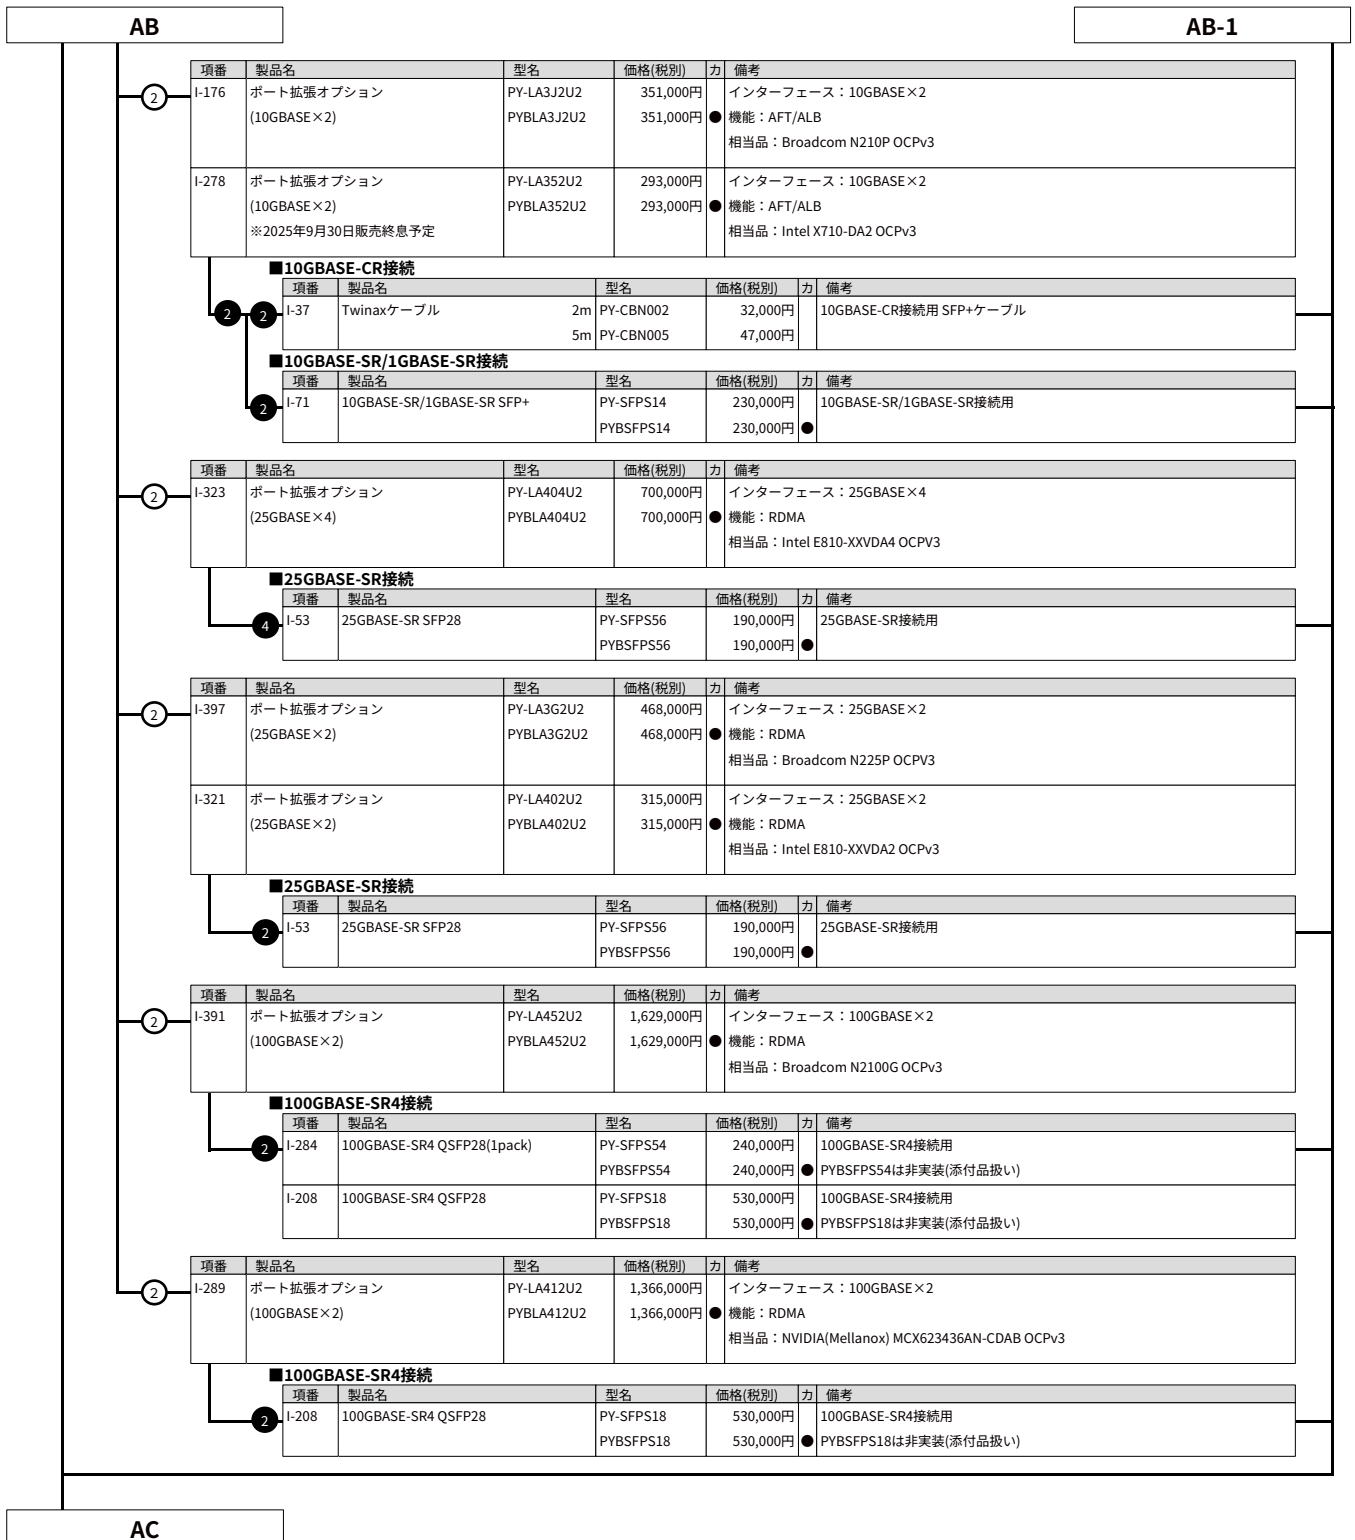 AB
AB-1
項番 製品名 型名 価格(税別) カ 備考
2 I-176 ポート拡張オプション PY-LA3J2U2 351,000円 インターフェース：10GBASE×2
(10GBASE×2) PYBLA3J2U2 351,000円 ● 機能：AFT/ALB
相当品：Broadcom N210P OCPv3
I-278 ポート拡張オプション PY-LA352U2 293,000円 インターフェース：10GBASE×2
(10GBASE×2) PYBLA352U2 293,000円 ● 機能：AFT/ALB
※2025年9月30日販売終息予定 相当品：Intel X710-DA2 OCPv3
■10GBASE-CR接続
項番 製品名 型名 価格(税別) カ 備考
2 2 I-37 Twinaxケーブル 2m PY-CBN002 32,000円 10GBASE-CR接続用 SFP+ケーブル
5m PY-CBN005 47,000円
■10GBASE-SR/1GBASE-SR接続
項番 製品名 型名 価格(税別) カ 備考
2 I-71 10GBASE-SR/1GBASE-SR SFP+ PY-SFPS14 230,000円 10GBASE-SR/1GBASE-SR接続用
PYBSFPS14 230,000円 ●
項番 製品名 型名 価格(税別) カ 備考
2 I-323 ポート拡張オプション PY-LA404U2 700,000円 インターフェース：25GBASE×4
(25GBASE×4) PYBLA404U2 700,000円 ● 機能：RDMA
相当品：Intel E810-XXVDA4 OCPV3
■25GBASE-SR接続
項番 製品名 型名 価格(税別) カ 備考
4 I-53 25GBASE-SR SFP28 PY-SFPS56 190,000円 25GBASE-SR接続用
PYBSFPS56 190,000円 ●
項番 製品名 型名 価格(税別) カ 備考
2 I-397 ポート拡張オプション PY-LA3G2U2 468,000円 インターフェース：25GBASE×2
(25GBASE×2) PYBLA3G2U2 468,000円 ● 機能：RDMA
相当品：Broadcom N225P OCPV3
I-321 ポート拡張オプション PY-LA402U2 315,000円 インターフェース：25GBASE×2
(25GBASE×2) PYBLA402U2 315,000円 ● 機能：RDMA
相当品：Intel E810-XXVDA2 OCPv3
■25GBASE-SR接続
項番 製品名 型名 価格(税別) カ 備考
2 I-53 25GBASE-SR SFP28 PY-SFPS56 190,000円 25GBASE-SR接続用
PYBSFPS56 190,000円 ●
項番 製品名 型名 価格(税別) カ 備考
2 I-391 ポート拡張オプション PY-LA452U2 1,629,000円 インターフェース：100GBASE×2
(100GBASE×2) PYBLA452U2 1,629,000円 ● 機能：RDMA
相当品：Broadcom N2100G OCPv3
■100GBASE-SR4接続
項番 製品名 型名 価格(税別) カ 備考
2 I-284 100GBASE-SR4 QSFP28(1pack) PY-SFPS54 240,000円 100GBASE-SR4接続用
PYBSFPS54 240,000円 ● PYBSFPS54は非実装(添付品扱い)
I-208 100GBASE-SR4 QSFP28 PY-SFPS18 530,000円 100GBASE-SR4接続用
PYBSFPS18 530,000円 ● PYBSFPS18は非実装(添付品扱い)
項番 製品名 型名 価格(税別) カ 備考
2 I-289 ポート拡張オプション PY-LA412U2 1,366,000円 インターフェース：100GBASE×2
(100GBASE×2) PYBLA412U2 1,366,000円 ● 機能：RDMA
相当品：NVIDIA(Mellanox) MCX623436AN-CDAB OCPv3
■100GBASE-SR4接続
項番 製品名 型名 価格(税別) カ 備考
2 I-208 100GBASE-SR4 QSFP28 PY-SFPS18 530,000円 100GBASE-SR4接続用
PYBSFPS18 530,000円 ● PYBSFPS18は非実装(添付品扱い)
AC